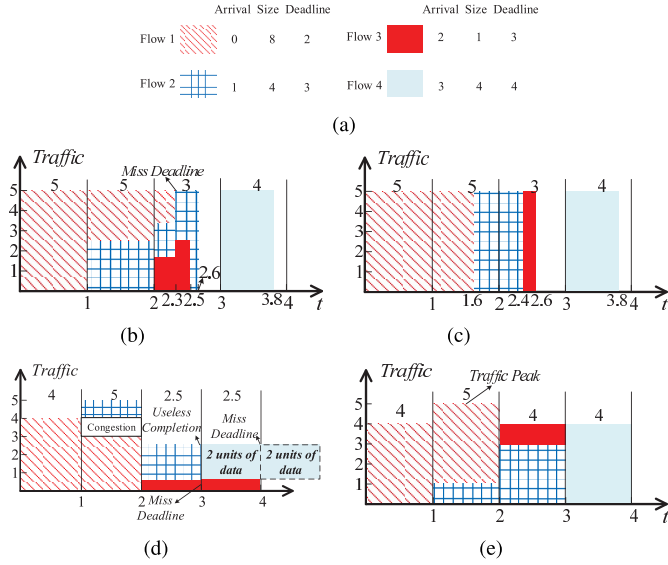 Arrival Size Deadline Arrival Size Deadline
Flow 1 0 8 2 Flow 3 2 1 3
Flow 2 1 4 3 Flow 4 3 4 4
(a)
Traffic Miss Deadline
5 5 5 3 4
4
3
2
1
2.6
1 2 2.3 2.5 3 3.8 4 t
(b)
Traffic
5 5 5 3 4
4
3
2
1
1 1.6 2 2.4 2.6 3 3.8 4 t
(c)
Traffic
4 5 2.5 2.5
5
4
3
2
1
Congestion
Useless
Completion
Miss
Deadline
2 units of
data
2 units of
data
Miss
Deadline
1 2 3 4 t
(d)
Traffic
Traffic Peak
4 5 4 4
5
4
3
2
1
1 2 3 4 t
(e)